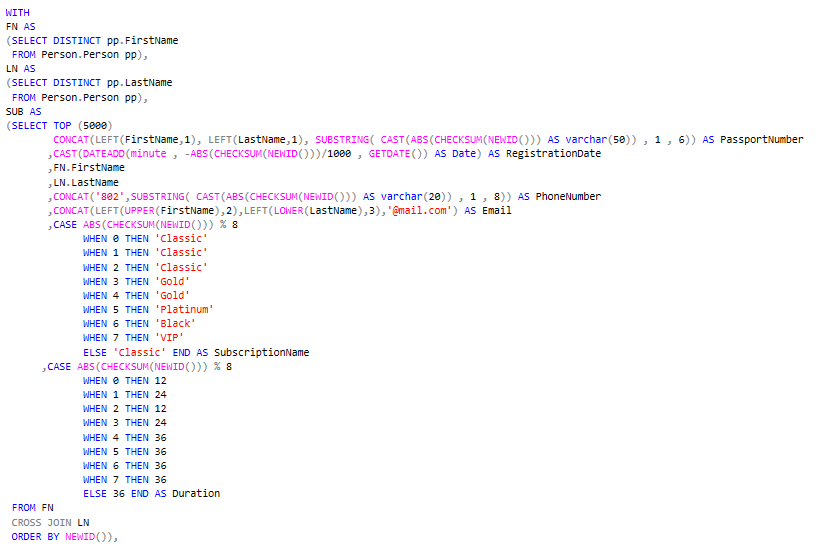 WITH
FN AS
(SELECT DISTINCT pp.FirstName
FROM Person.Person pp),
LN AS
(SELECT DISTINCT pp.LastName
FROM Person.Person pp),
SUB AS
(SELECT TOP (5000)
CONCAT(LEFT(FirstName,1), LEFT(LastName,1), SUBSTRING( CAST(ABS(CHECKSUM(NEWID())) AS varchar(50)) , 1 , 6)) AS PassportNumber
,CAST(DATEADD(minute , -ABS(CHECKSUM(NEWID()))/1000 , GETDATE()) AS Date) AS RegistrationDate
,FN.FirstName
,LN.LastName
,CONCAT('802',SUBSTRING( CAST(ABS(CHECKSUM(NEWID())) AS varchar(20)) , 1 , 8)) AS PhoneNumber
,CONCAT(LEFT(UPPER(FirstName),2),LEFT(LOWER(LastName),3),'@mail.com') AS Email
,CASE ABS(CHECKSUM(NEWID())) % 8
WHEN 0 THEN 'Classic'
WHEN 1 THEN 'Classic'
WHEN 2 THEN 'Classic'
WHEN 3 THEN 'Gold'
WHEN 4 THEN 'Gold'
WHEN 5 THEN 'Platinum'
WHEN 6 THEN 'Black'
WHEN 7 THEN 'VIP'
ELSE 'Classic' END AS SubscriptionName
,CASE ABS(CHECKSUM(NEWID())) % 8
WHEN 0 THEN 12
WHEN 1 THEN 24
WHEN 2 THEN 12
WHEN 3 THEN 24
WHEN 4 THEN 36
WHEN 5 THEN 36
WHEN 6 THEN 36
WHEN 7 THEN 36
ELSE 36 END AS Duration
FROM FN
CROSS JOIN LN
ORDER BY NEWID()),